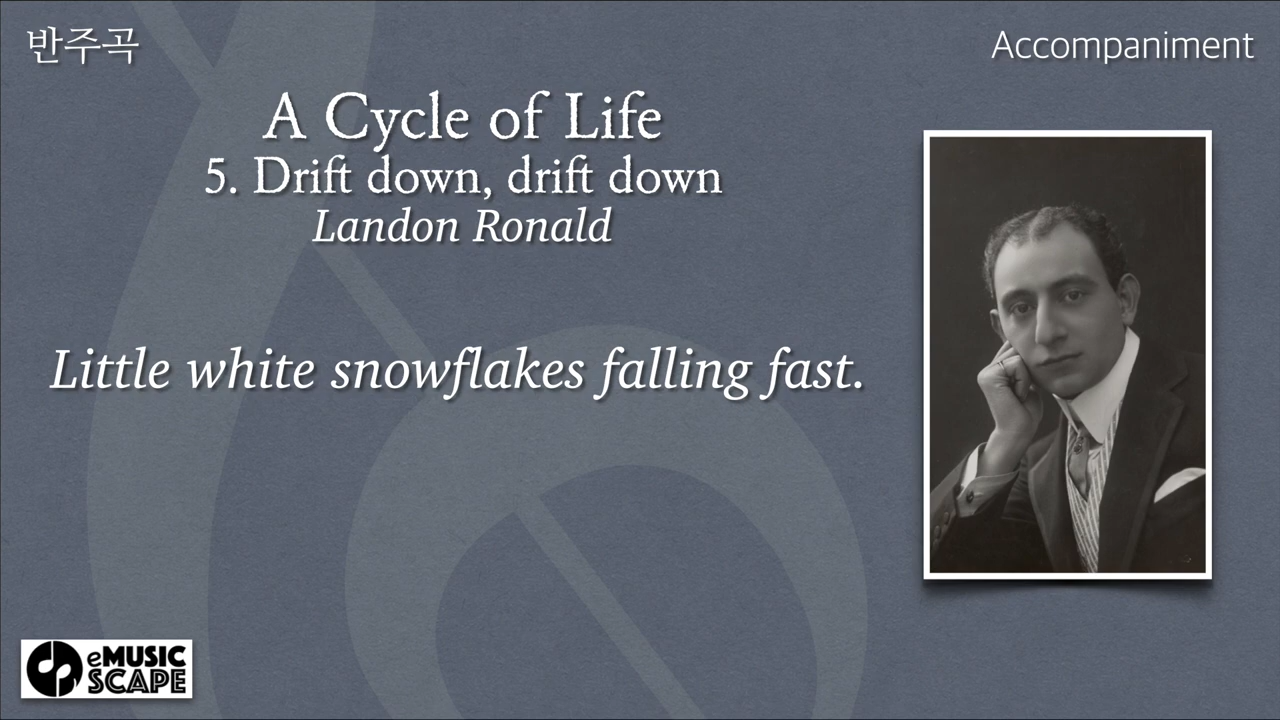 반주곡
Accompaniment
A Cycle of Life
5. Drift down, drift down
Landon Ronald
Little white snowflakes falling fast.
eMUSIC
SCAPE